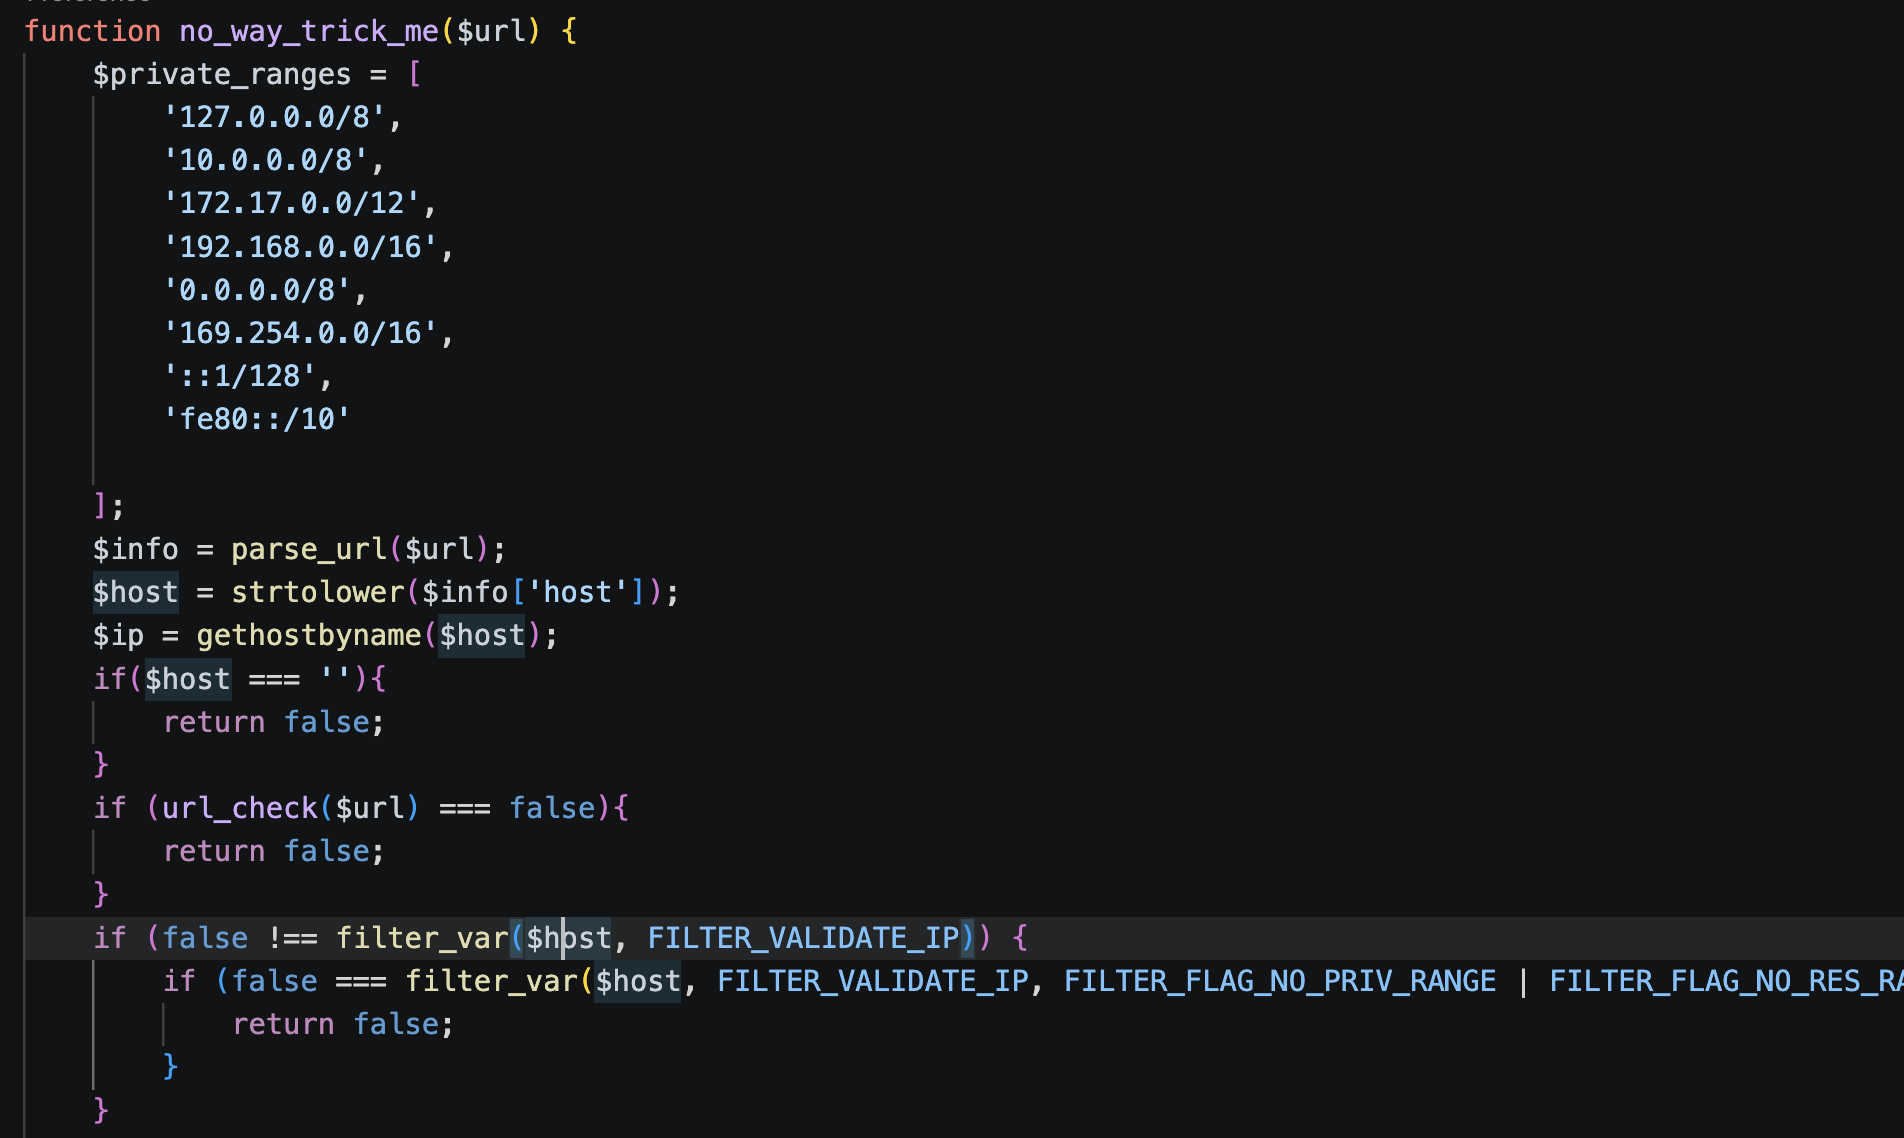 function no_way_trick_me($url) {
    $private_ranges = [
        '127.0.0.0/8',
        '10.0.0.0/8',
        '172.17.0.0/12',
        '192.168.0.0/16',
        '0.0.0.0/8',
        '169.254.0.0/16',
        '::1/128',
        'fe80::/10'
    ];
    $info = parse_url($url);
    $host = strtolower($info['host']);
    $ip = gethostbyname($host);
    if($host === ''){
        return false;
    }
    if (url_check($url) === false){
        return false;
    }
    if (false !== filter_var($host, FILTER_VALIDATE_IP)) {
        if (false === filter_var($host, FILTER_VALIDATE_IP, FILTER_FLAG_NO_PRIV_RANGE | FILTER_FLAG_NO_RES_RA
            return false;
        }
    }